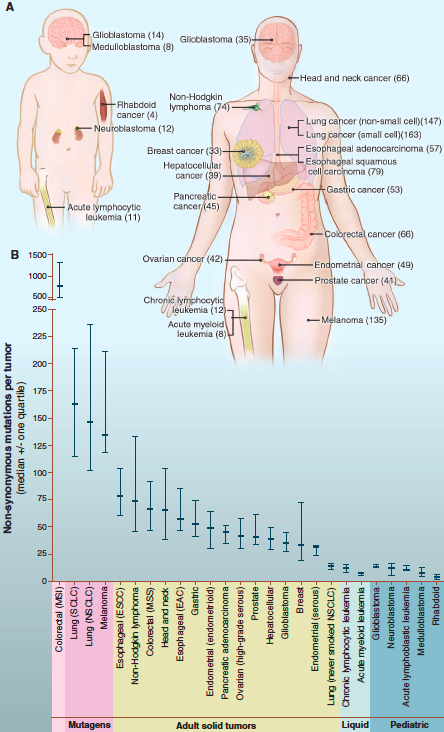 A
Glioblastoma (14)
Medulloblastoma (8)
Rhabdoid
cancer (4)
Neuroblastoma (12)
Acute lymphocytic
leukemia (11)
Glioblastoma (35)
Head and neck cancer (66)
Non-Hodgkin
lymphoma (74)
Lung cancer (non-small cell)(147)
Lung cancer (small cell)(163)
Breast cancer (33)
Esophageal adenocarcinoma (57)
Esophageal squamous
cell carcinoma (79)
Hepatocellular
cancer (39)
Gastric cancer (53)
Pancreatic
cancer (45)
Colorectal cancer (66)
Ovarian cancer (42)
Endometrial cancer (49)
Prostate cancer (41)
Chronic lymphocytic
leukemia (12)
Acute myeloid
leukemia (8)
Melanoma (135)
B
Non-synonymous mutations per tumor
(median +/- one quartile)
1500
1000
500
250
225
200
175
150
125
100
75
50
25
0
Colorectal (MSI)
Lung (SCLC)
Lung (NSCLC)
Melanoma
Esophageal (ESCC)
Non-Hodgkin lymphoma
Colorectal (MSS)
Head and neck
Esophageal (EAC)
Gastric
Endometrial (endometrioid)
Pancreatic adenocarcinoma
Ovarian (high-grade serous)
Prostate
Hepatocellular
Glioblastoma
Breast
Endometrial (serous)
Lung (never smoked NSCLC)
Chronic lymphocytic leukemia
Acute myeloid leukemia
Glioblastoma
Neuroblastoma
Acute lymphoblastic leukemia
Medulloblastoma
Rhabdoid
Mutagens
Adult solid tumors
Liquid
Pediatric